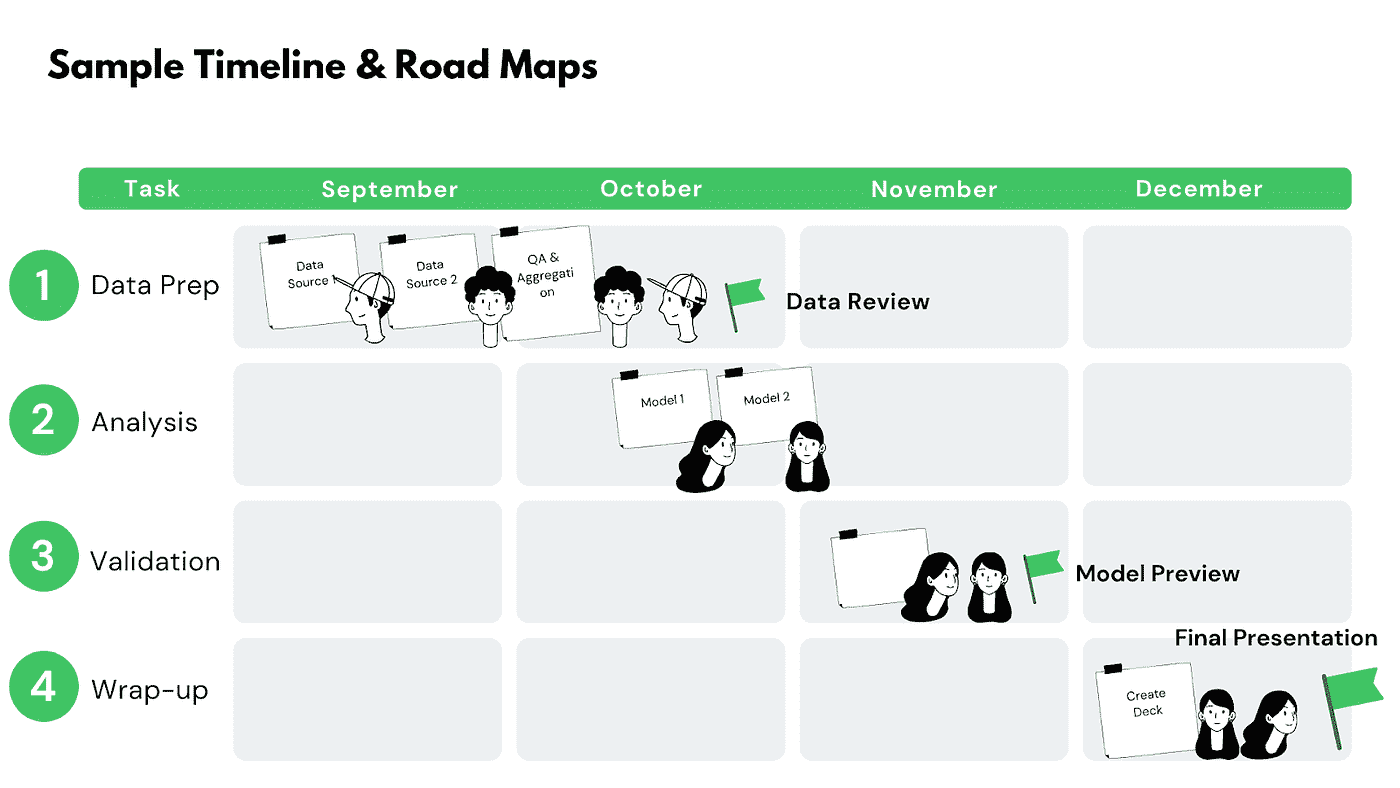 Sample Timeline & Road Maps
Task September October November December
1 Data Prep
Data
Source 1
Data
Source 2
QA &
Aggregati
on
Data Review
2 Analysis
Model 1
Model 2
3 Validation
Model Preview
Final Presentation
4 Wrap-up
Create
Deck